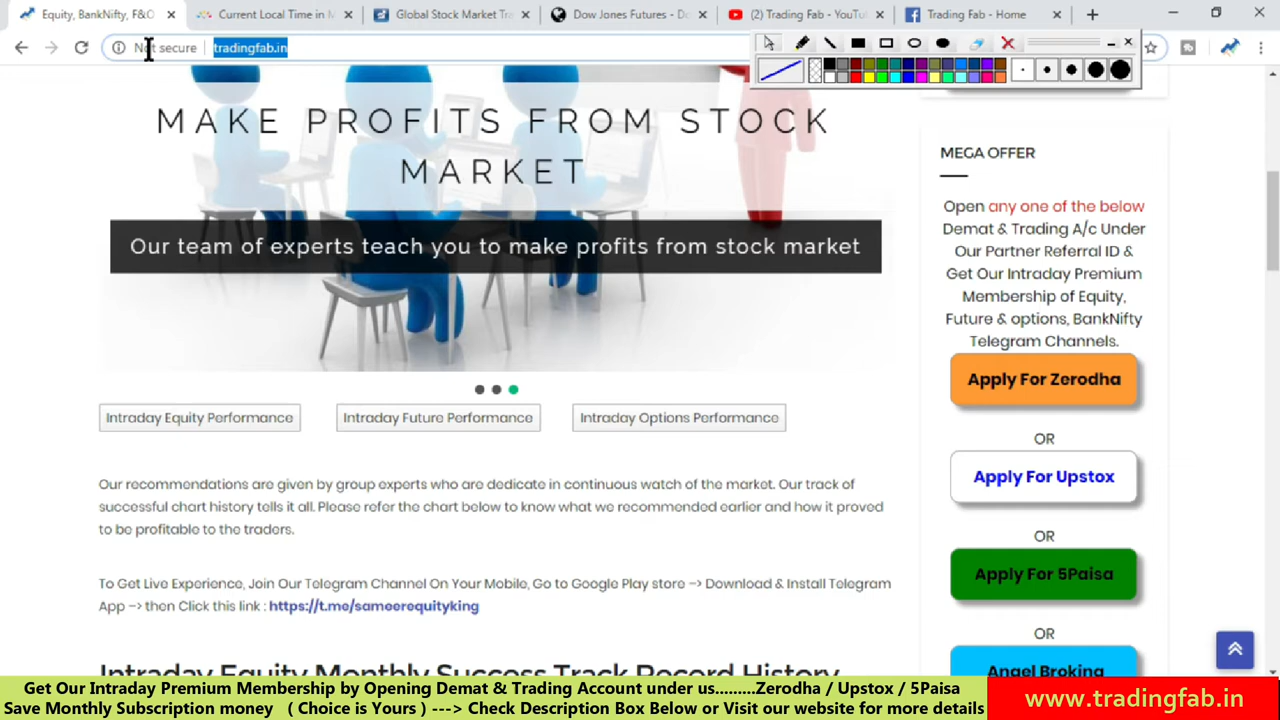 Equity, BankNifty, F&O
Current Local Time in
Global Stock Market Tr
Dow Jones Futures - D
(2) Trading Fab - YouTu
Trading Fab - Home
Not secure
tradingfab.in
MAKE PROFITS FROM STOCK
MARKET
Our team of experts teach you to make profits from stock market
Intraday Equity Performance
Intraday Future Performance
Intraday Options Performance
Our recommendations are given by group experts who are dedicate in continuous watch of the market. Our track of
successful chart history tells it all. Please refer the chart below to know what we recommended earlier and how it proved
to be profitable to the traders.
To Get Live Experience, Join Our Telegram Channel On Your Mobile, Go to Google Play store –> Download & Install Telegram
App –> then Click this link : https://t.me/sameerequityking
Intraday Equity Monthly Success Track Record History
MEGA OFFER
Open any one of the below
Demat & Trading A/c Under
Our Partner Referral ID &
Get Our Intraday Premium
Membership of Equity,
Future & options, BankNifty
Telegram Channels.
Apply For Zerodha
OR
Apply For Upstox
OR
Apply For 5Paisa
OR
Angel Broking
Get Our Intraday Premium Membership by Opening Demat & Trading Account under us.........Zerodha / Upstox / 5Paisa
Save Monthly Subscription money ( Choice is Yours ) ---> Check Description Box Below or Visit our website for more details
www.tradingfab.in